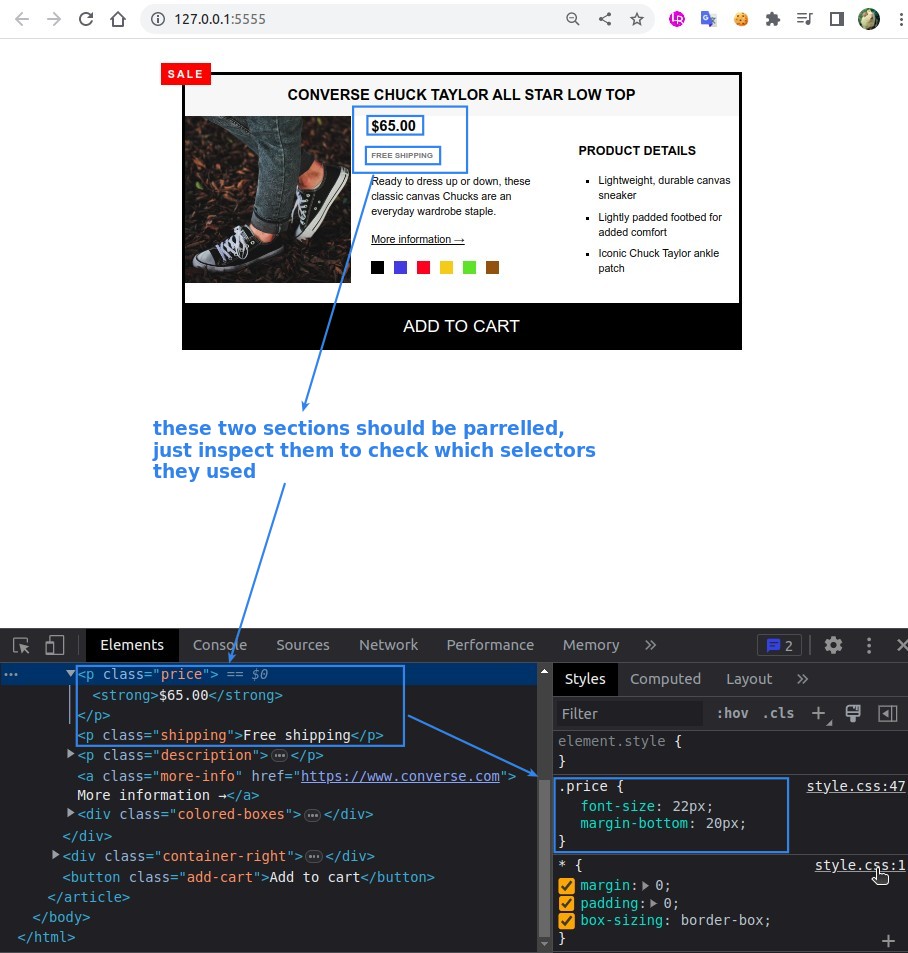 127.0.0.1:5555
SALE
CONVERSE CHUCK TAYLOR ALL STAR LOW TOP
$65.00
FREE SHIPPING
Ready to dress up or down, these
classic canvas Chucks are an
everyday wardrobe staple.
More information →
PRODUCT DETAILS
Lightweight, durable canvas
sneaker
Lightly padded footbed for
added comfort
Iconic Chuck Taylor ankle
patch
ADD TO CART
these two sections should be parrelled,
just inspect them to check which selectors
they used
Elements Console Sources Network Performance Memory » 2
<p class="price"> == $0
<strong>$65.00</strong>
</p>
<p class="shipping">Free shipping</p>
<p class="description">…</p>
<a class="more-info" href="https://www.converse.com">
More information →</a>
<div class="colored-boxes">…</div>
</div>
<div class="container-right">…</div>
<button class="add-cart">Add to cart</button>
</article>
</body>
</html>
Styles Computed Layout »
Filter :hov .cls +
element.style {
}
.price { style.css:47
font-size: 22px;
margin-bottom: 20px;
}
* { style.css:1
margin: 0;
padding: 0;
box-sizing: border-box;
}